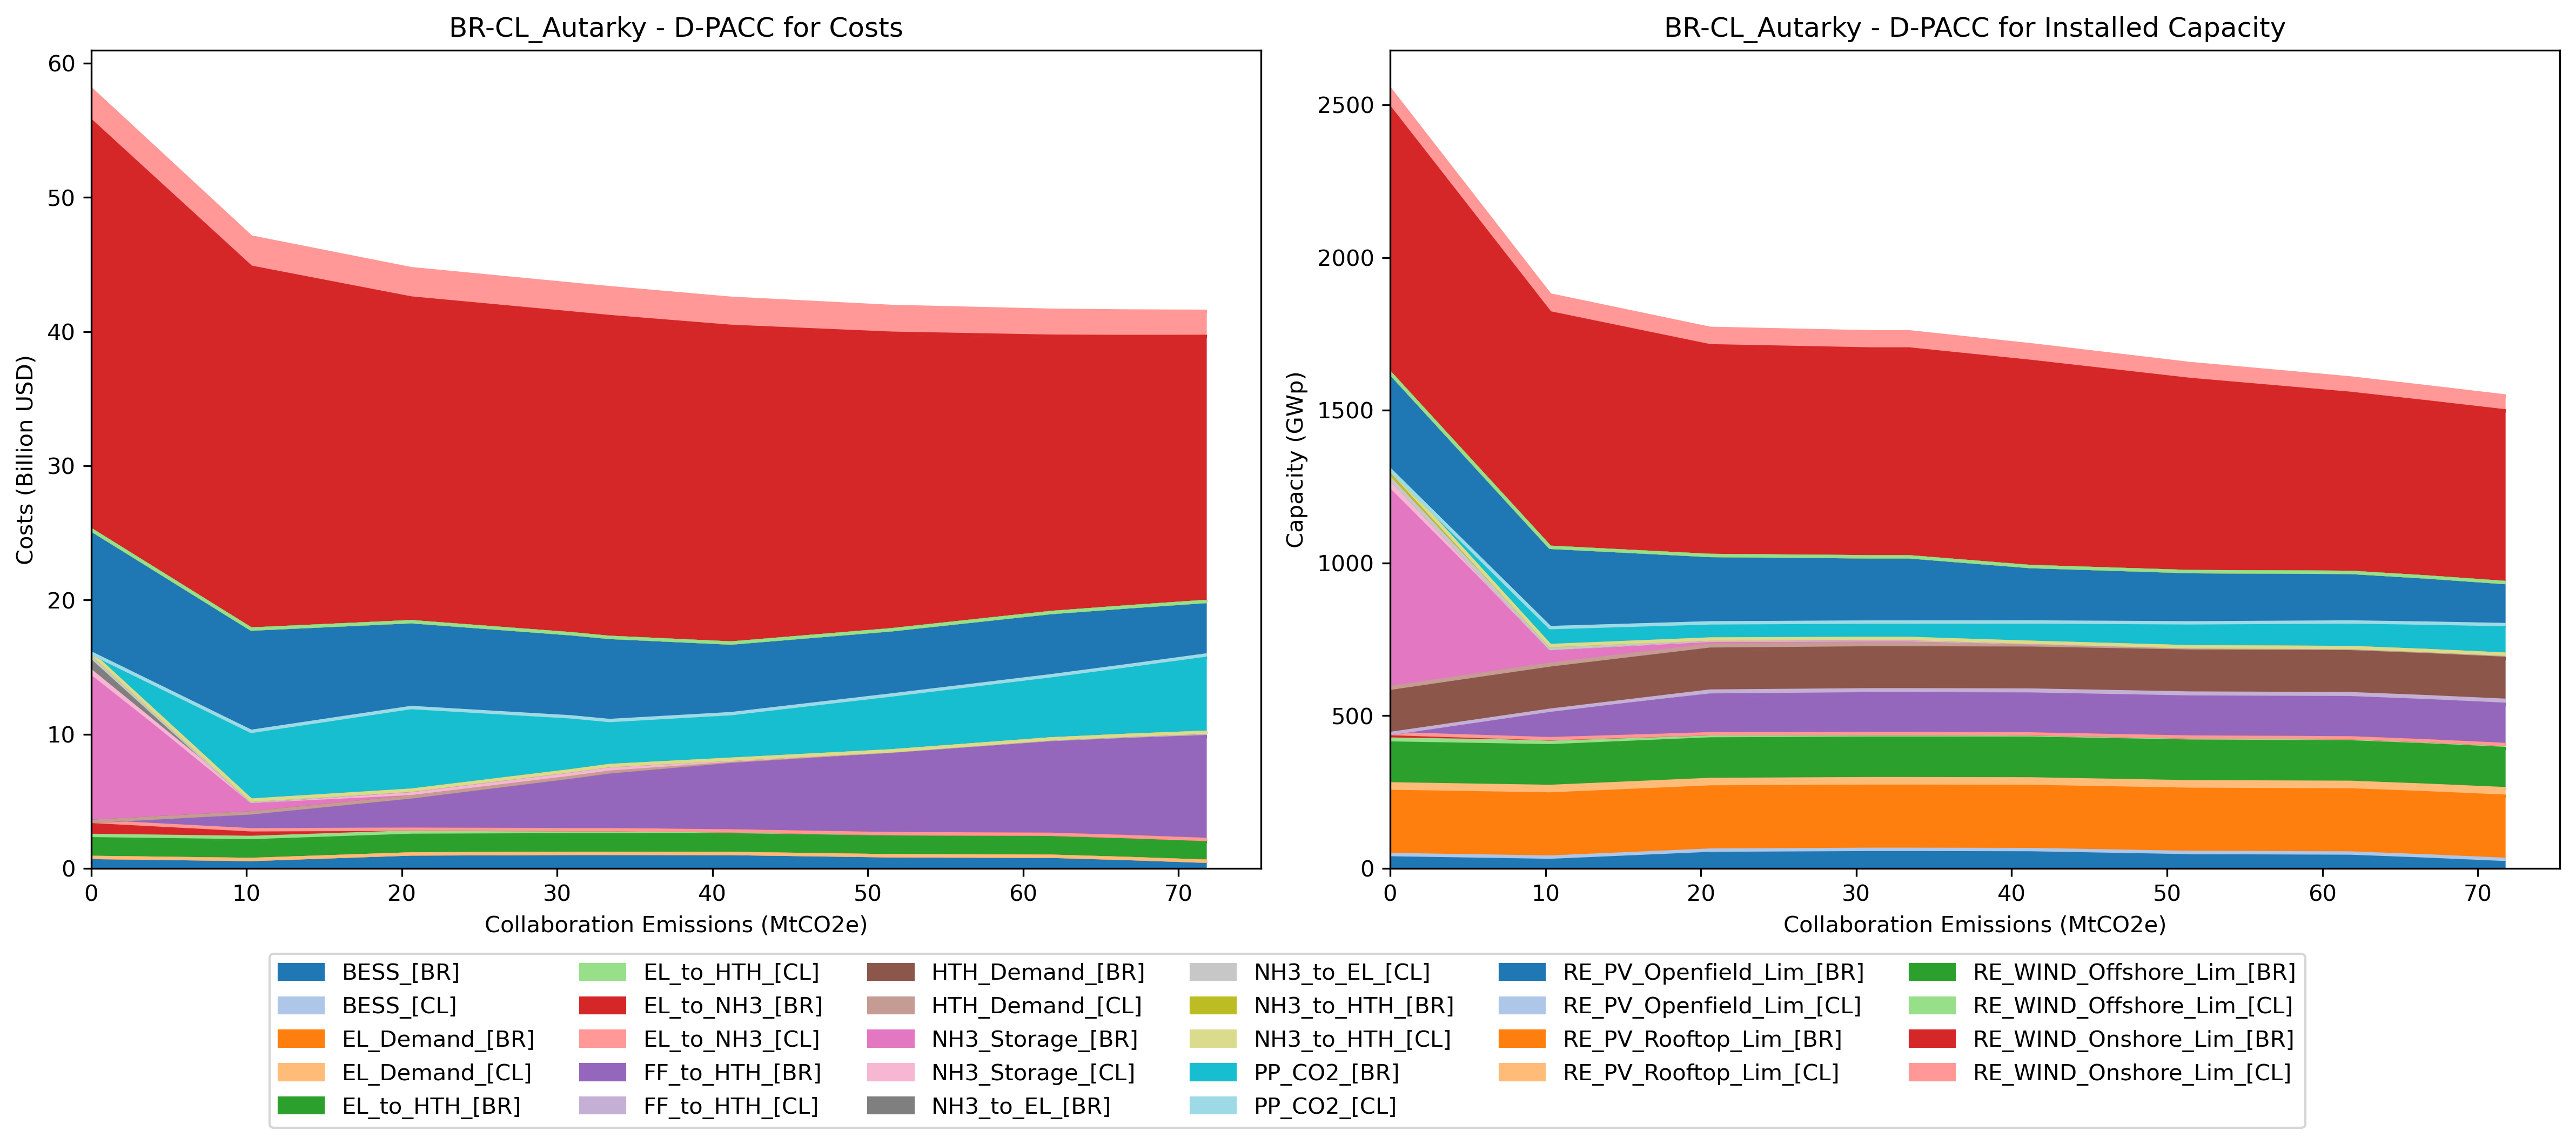 BR-CL_Autarky - D-PACC for Costs
60
50
40
30
20
10
0
Costs (Billion USD)
0 10 20 30 40 50 60 70
Collaboration Emissions (MtCO2e)
BR-CL_Autarky - D-PACC for Installed Capacity
2500
2000
1500
1000
500
0
Capacity (GWp)
0 10 20 30 40 50 60 70
Collaboration Emissions (MtCO2e)
BESS_[BR]
BESS_[CL]
EL_Demand_[BR]
EL_Demand_[CL]
EL_to_HTH_[BR]
EL_to_HTH_[CL]
EL_to_NH3_[BR]
EL_to_NH3_[CL]
FF_to_HTH_[BR]
FF_to_HTH_[CL]
HTH_Demand_[BR]
HTH_Demand_[CL]
NH3_Storage_[BR]
NH3_Storage_[CL]
NH3_to_EL_[BR]
NH3_to_EL_[CL]
NH3_to_HTH_[BR]
NH3_to_HTH_[CL]
PP_CO2_[BR]
PP_CO2_[CL]
RE_PV_Openfield_Lim_[BR]
RE_PV_Openfield_Lim_[CL]
RE_PV_Rooftop_Lim_[BR]
RE_PV_Rooftop_Lim_[CL]
RE_WIND_Offshore_Lim_[BR]
RE_WIND_Offshore_Lim_[CL]
RE_WIND_Onshore_Lim_[BR]
RE_WIND_Onshore_Lim_[CL]